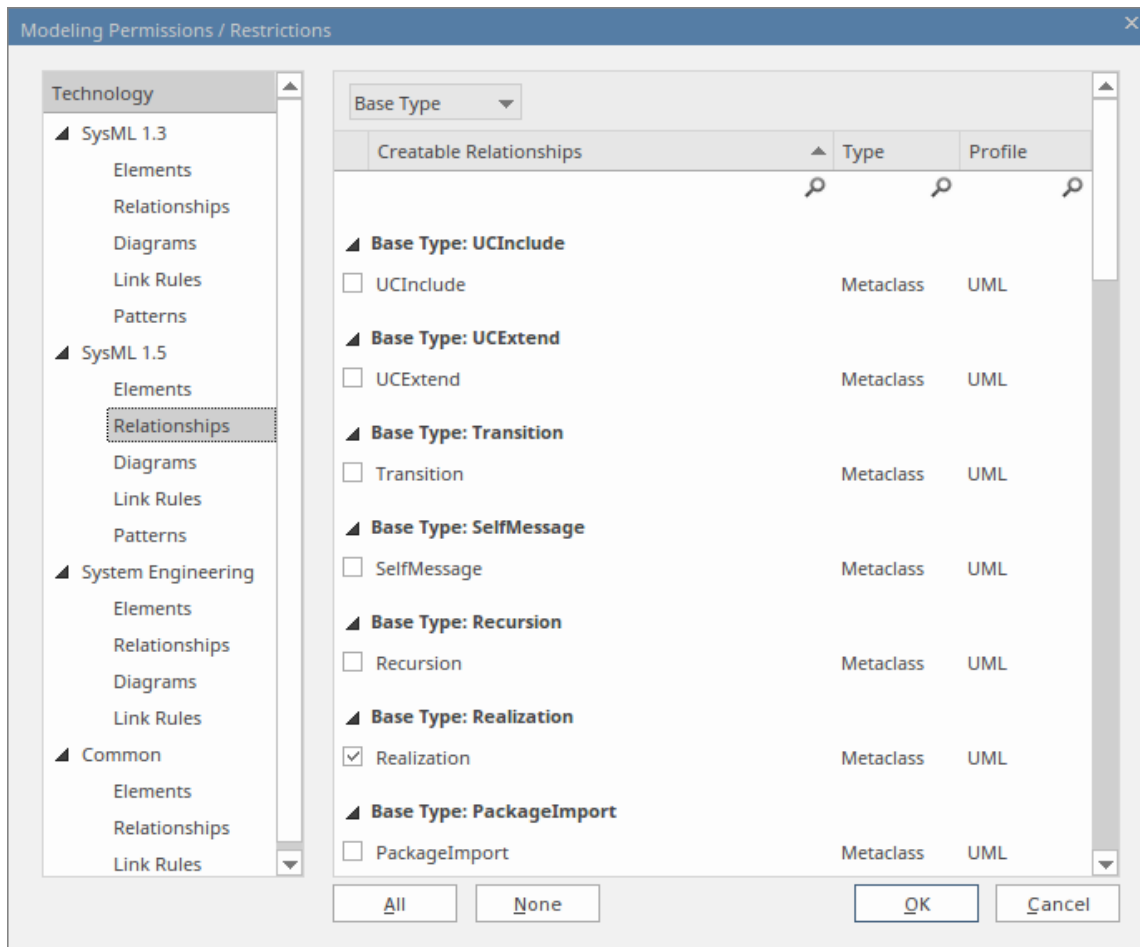 Modeling Permissions / Restrictions
Technology
SysML 1.3
Elements
Relationships
Diagrams
Link Rules
Patterns
SysML 1.5
Elements
Relationships
Diagrams
Link Rules
Patterns
System Engineering
Elements
Relationships
Diagrams
Link Rules
Common
Elements
Relationships
Link Rules
Base Type
Creatable Relationships Type Profile
Base Type: UCInclude
UCInclude Metaclass UML
Base Type: UCExtend
UCExtend Metaclass UML
Base Type: Transition
Transition Metaclass UML
Base Type: SelfMessage
SelfMessage Metaclass UML
Base Type: Recursion
Recursion Metaclass UML
Base Type: Realization
Realization Metaclass UML
Base Type: PackageImport
PackageImport Metaclass UML
All None OK Cancel